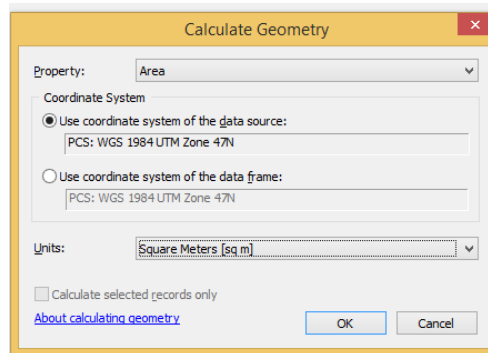 Calculate Geometry
Property:
Area
Coordinate System
Use coordinate system of the data source:
PCS: WGS 1984 UTM Zone 47N
Use coordinate system of the data frame:
PCS: WGS 1984 UTM Zone 47N
Units:
Square Meters [sq m]
Calculate selected records only
About calculating geometry
OK
Cancel